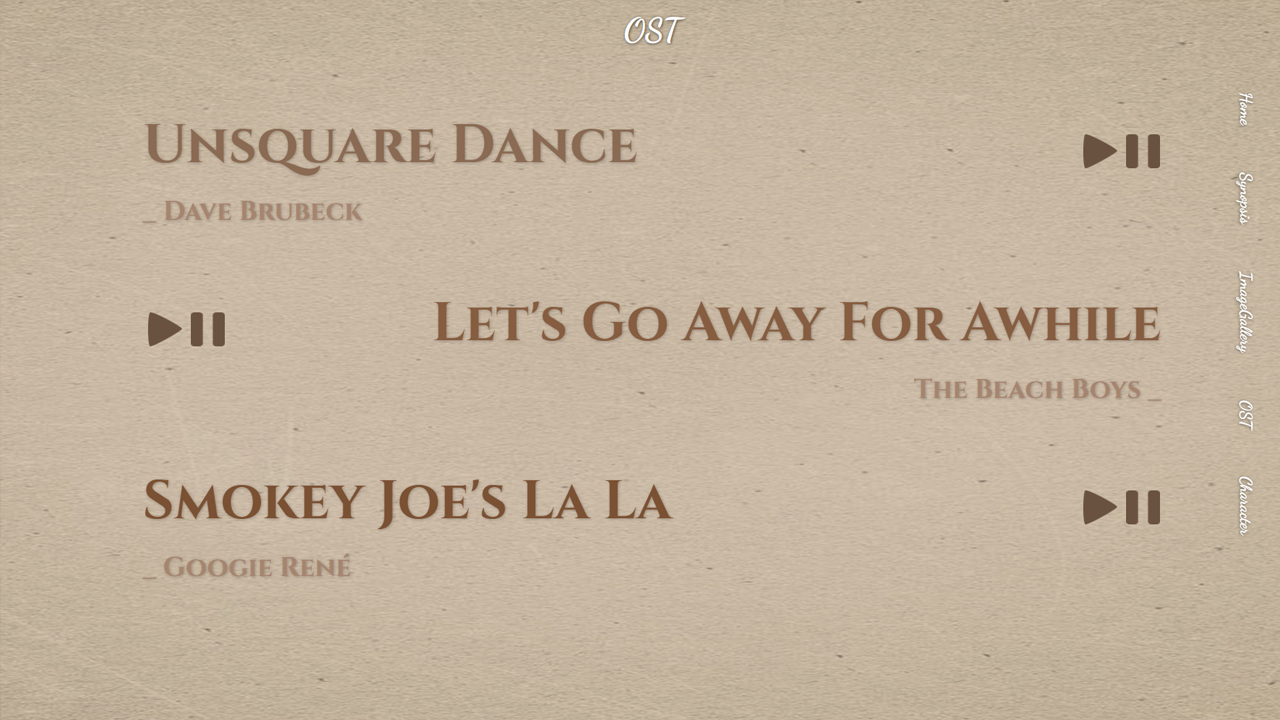 OST
Unsquare Dance
_ Dave Brubeck
Let's Go Away For Awhile
The Beach Boys _
Smokey Joe's La La
_ Googie René
Home
Synopsis
ImageGallery
OST
Character